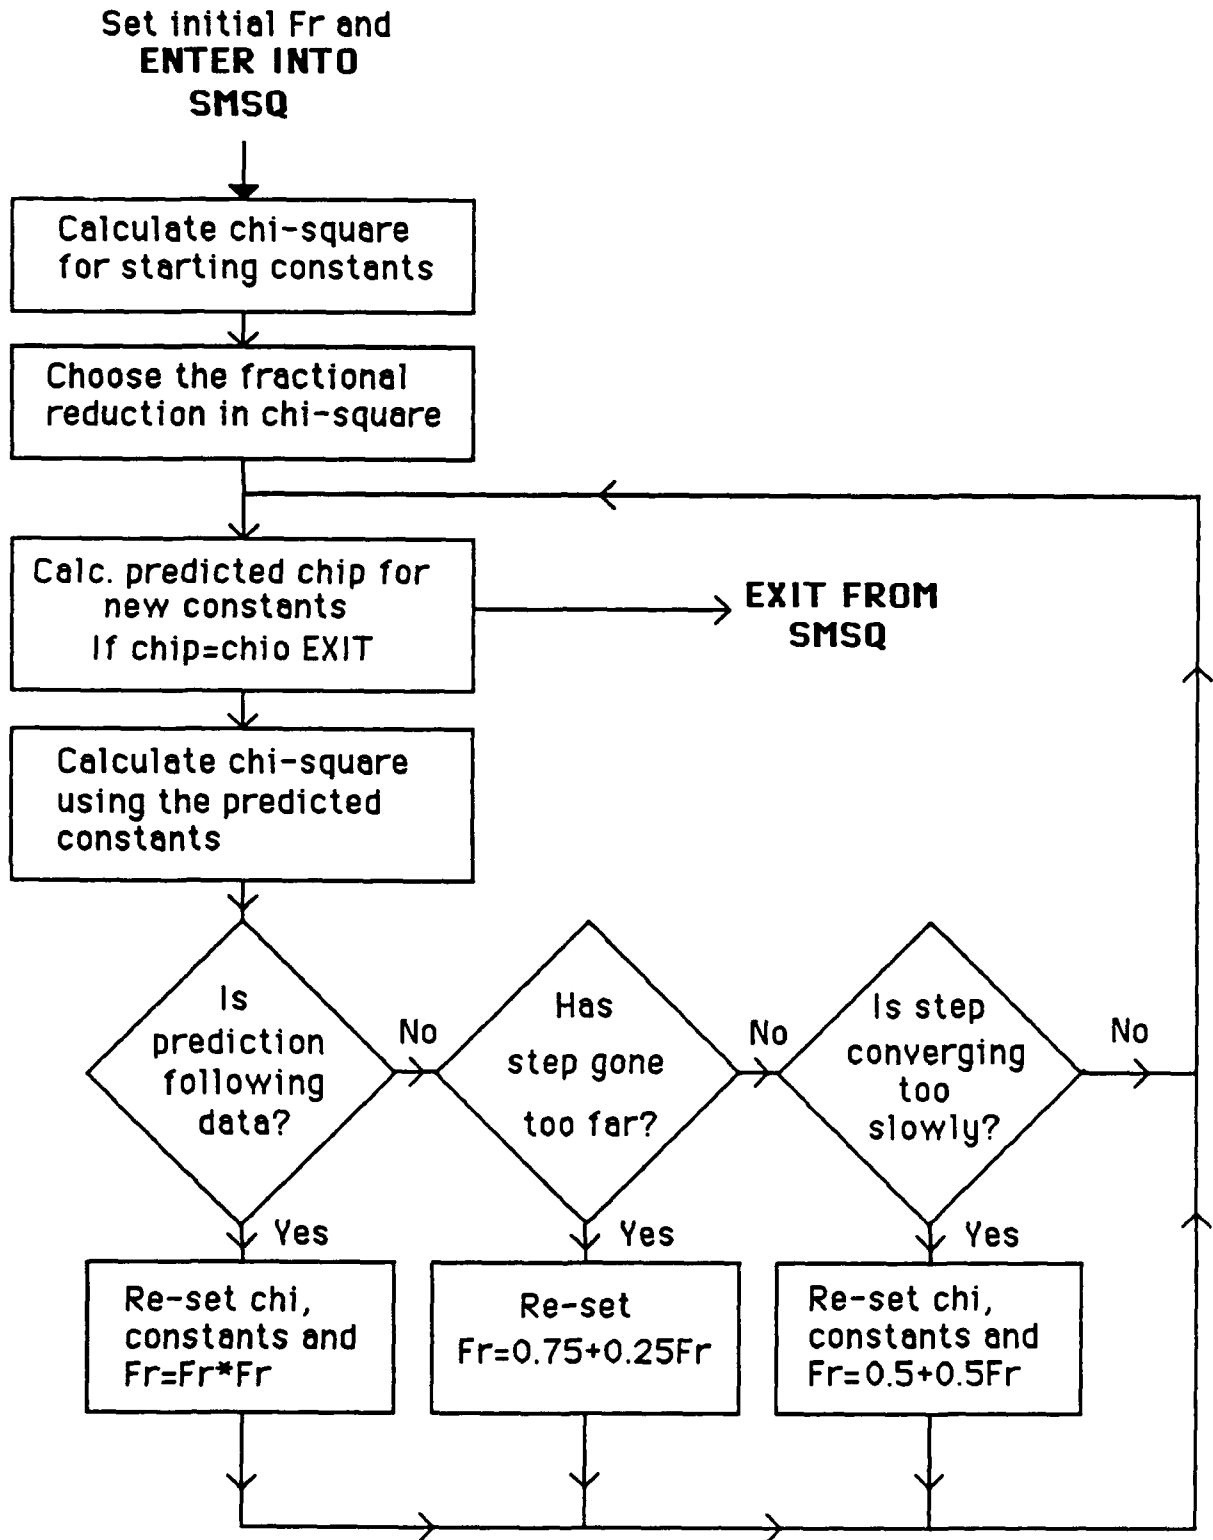 Set initial Fr and
ENTER INTO
SMSQ
Calculate chi-square
for starting constants
Choose the fractional
reduction in chi-square
Calc. predicted chip for
new constants
If chip=chio EXIT
EXIT FROM
SMSQ
Calculate chi-square
using the predicted
constants
Is
prediction
following
data?
No
Has
step gone
too far?
No
Is step
converging
too
slowly?
No
Yes
Yes
Yes
Re-set chi,
constants and
Fr=Fr*Fr
Re-set
Fr=0.75+0.25Fr
Re-set chi,
constants and
Fr=0.5+0.5Fr